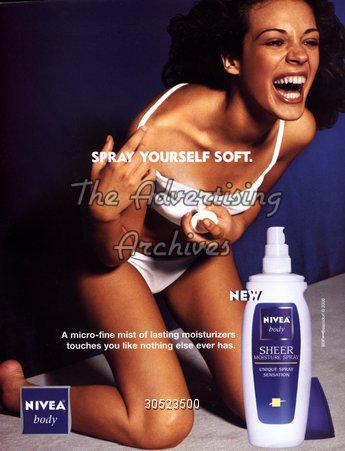 SPRAY YOURSELF SOFT.
The Advertising
Archives
NEW
A micro-fine mist of lasting moisturizers
touches you like nothing else ever has.
NIVEA
body
SHEER
MOISTURE SPRAY
UNIQUE SPRAY
SENSATION
NIVEA
body
30523500